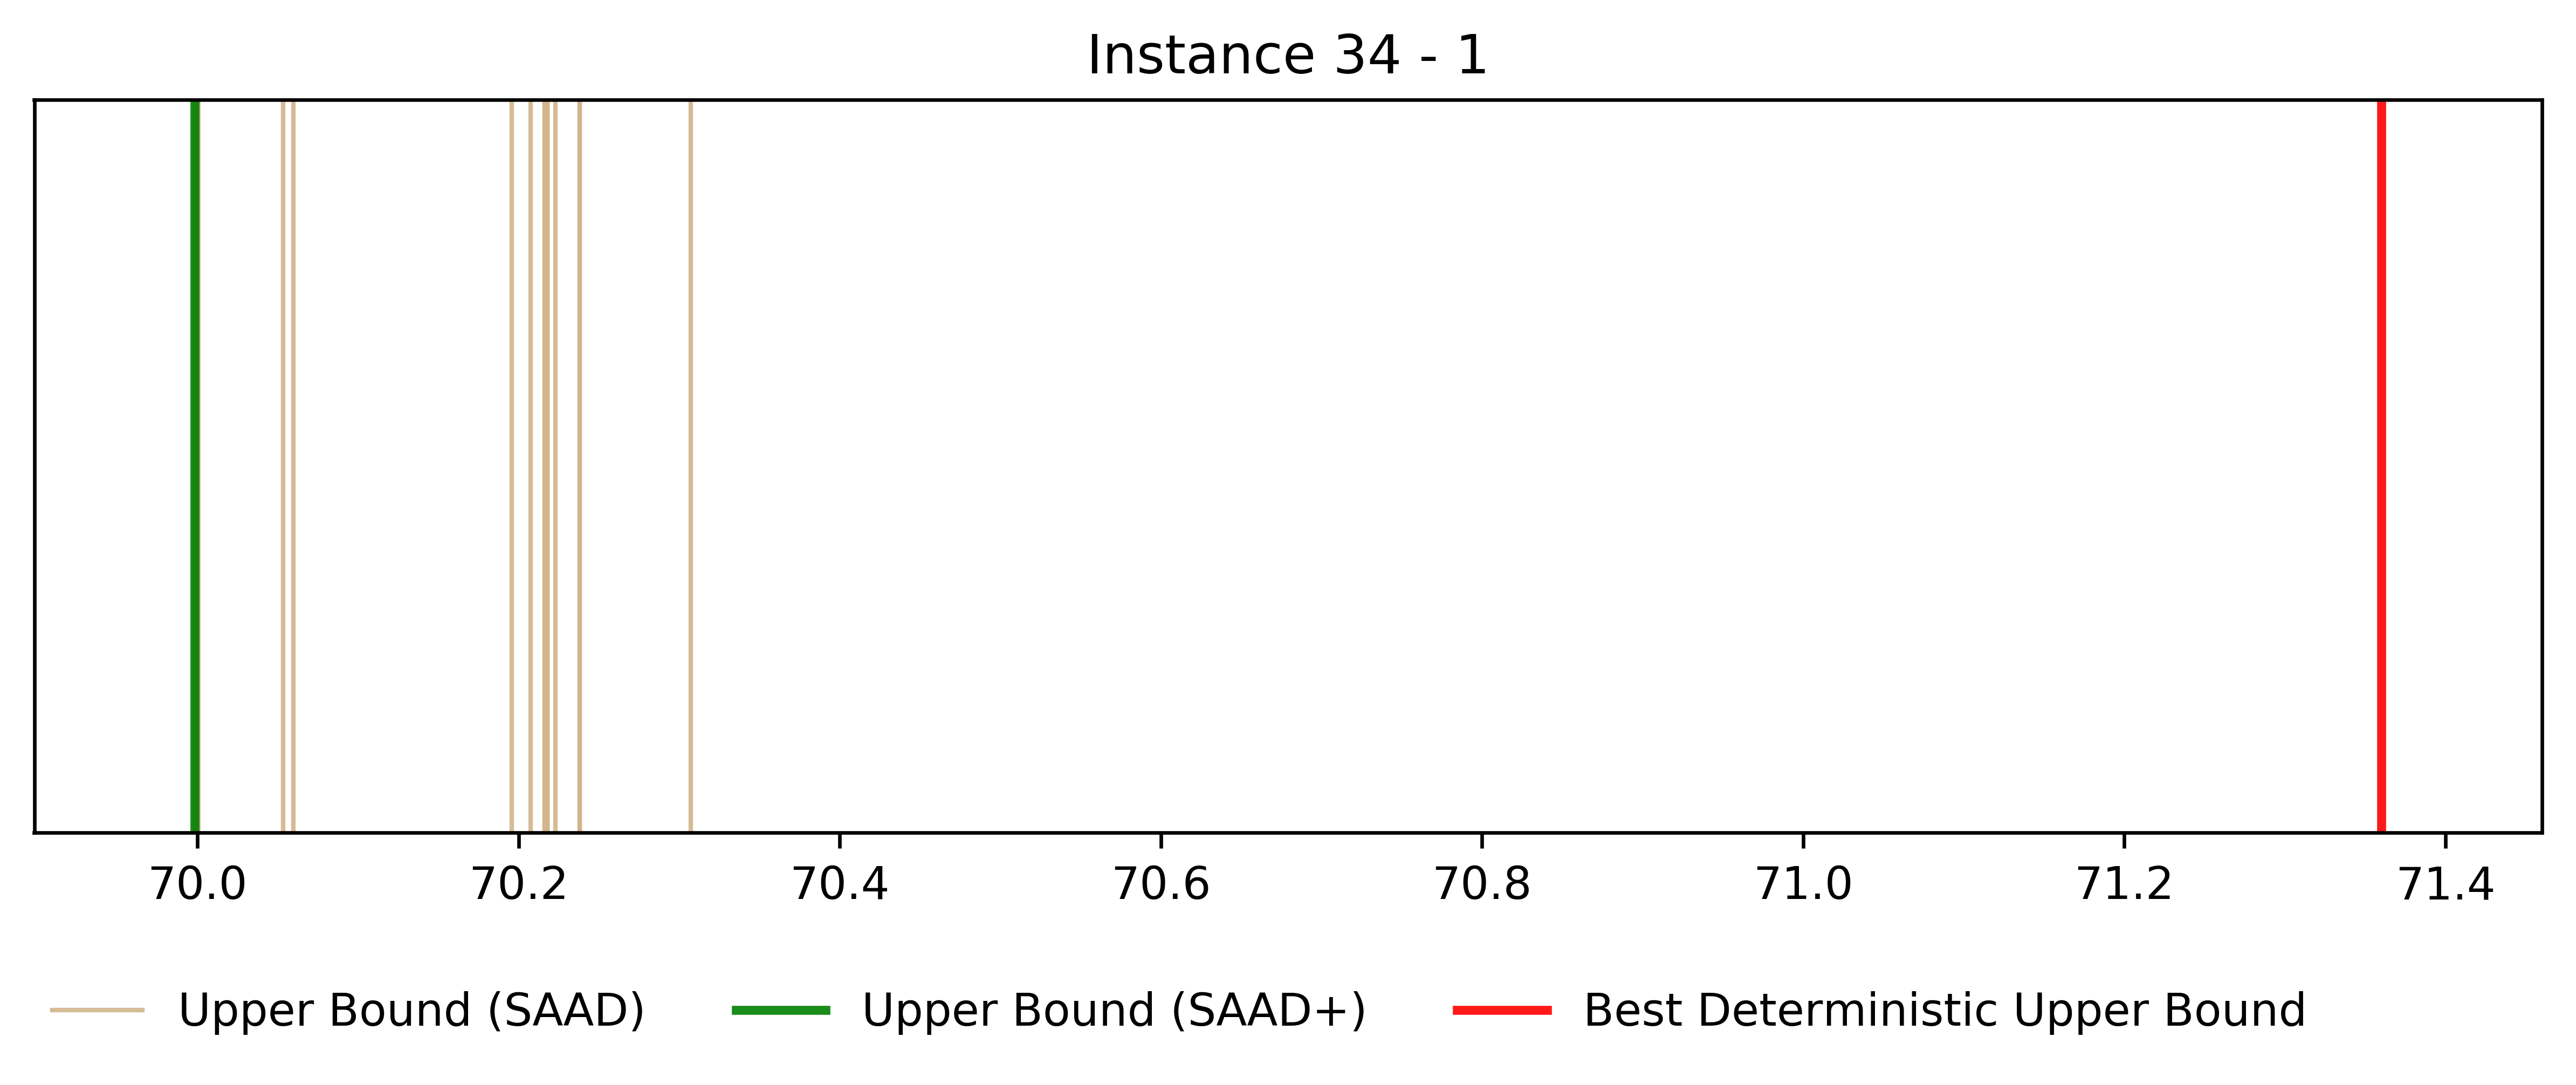 Instance 34 - 1
70.0 70.2 70.4 70.6 70.8 71.0 71.2 71.4
Upper Bound (SAAD) Upper Bound (SAAD+) Best Deterministic Upper Bound